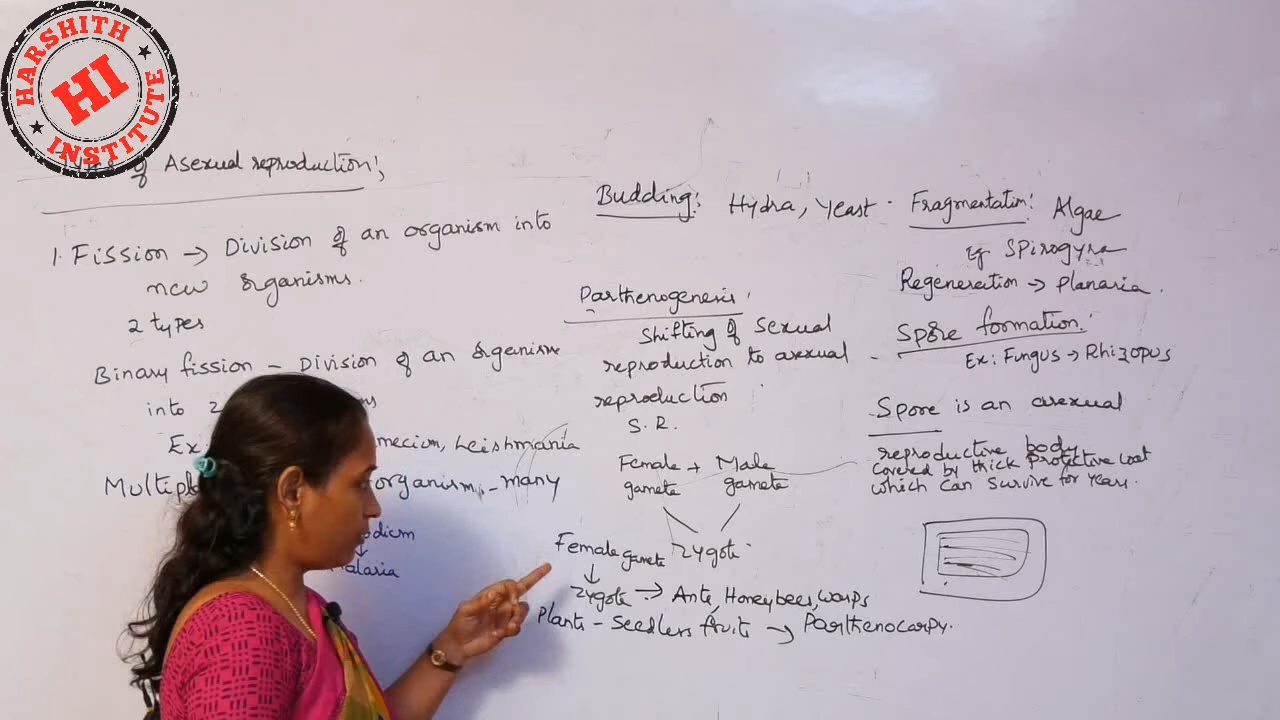 HARSHITH
HI
INSTITUTE
of Asexual reproduction;
1. Fission → Division of an organism into
new organisms.
2 types
Binary fission – Division of an organism
into 2
Ex mecium, Leishmania
Multipl organism – many
odium
↓
alaria
Budding: Hydra, Yeast.
Parthenogenesis:
Shifting of sexual
reproduction to asexual
reproduction
S.R.
Female + Male
gamete gamete
Female gamete zygote
↓
zygote → Ants, Honeybees, Wasps
Plants – Seedless fruit → Parthenocarpy.
Fragmentation: Algae
eg Spirogyra
Regeneration → Planaria.
Spore formation:
Ex: Fungus → Rhizopus
Spore is an asexual
reproductive body
covered by thick protective coat
which can survive for years.